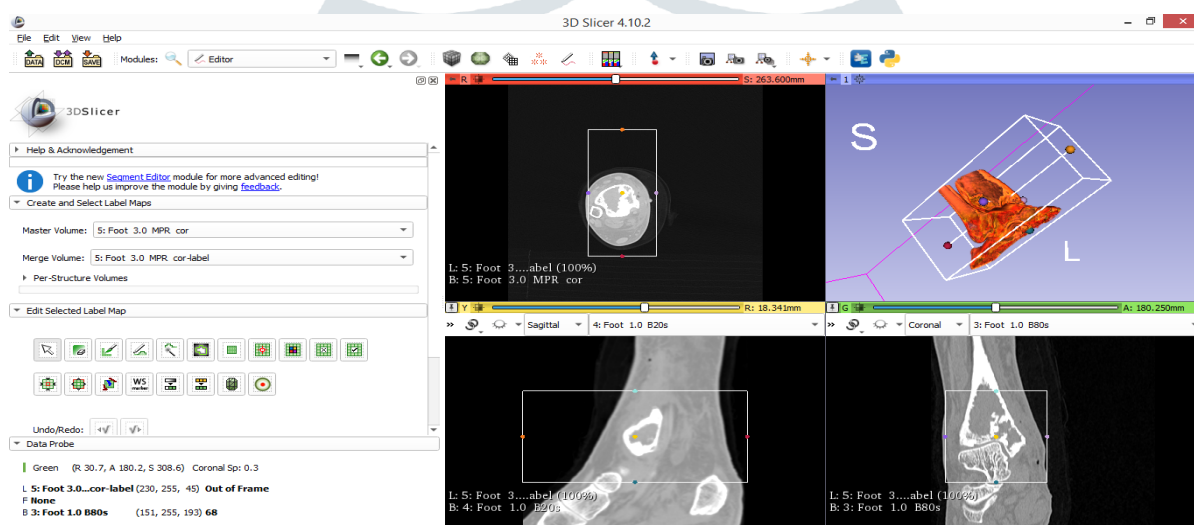 3D Slicer 4.10.2
File Edit View Help
DATA DCM SAVE Modules: Editor
R S: 263.600mm
1
3DSlicer
Help & Acknowledgement
Try the new Segment Editor module for more advanced editing!
Please help us improve the module by giving feedback.
Create and Select Label Maps
Master Volume: 5: Foot 3.0 MPR cor
Merge Volume: 5: Foot 3.0 MPR cor-label
Per-Structure Volumes
Edit Selected Label Map
WS
Undo/Redo:
Data Probe
Green (R 30.7, A 180.2, S 308.6) Coronal Sp: 0.3
L 5: Foot 3.0...cor-label (230, 255, 45) Out of Frame
F None
B 3: Foot 1.0 B80s (151, 255, 193) 68
L: 5: Foot 3....abel (100%)
B: 5: Foot 3.0 MPR cor
S
L
Y R: 18.341mm
» Sagittal 4: Foot 1.0 B20s
L: 5: Foot 3....abel (100%)
B: 4: Foot 1.0 B20s
G A: 180.250mm
» Coronal 3: Foot 1.0 B80s
L: 5: Foot 3....abel (100%)
B: 3: Foot 1.0 B80s